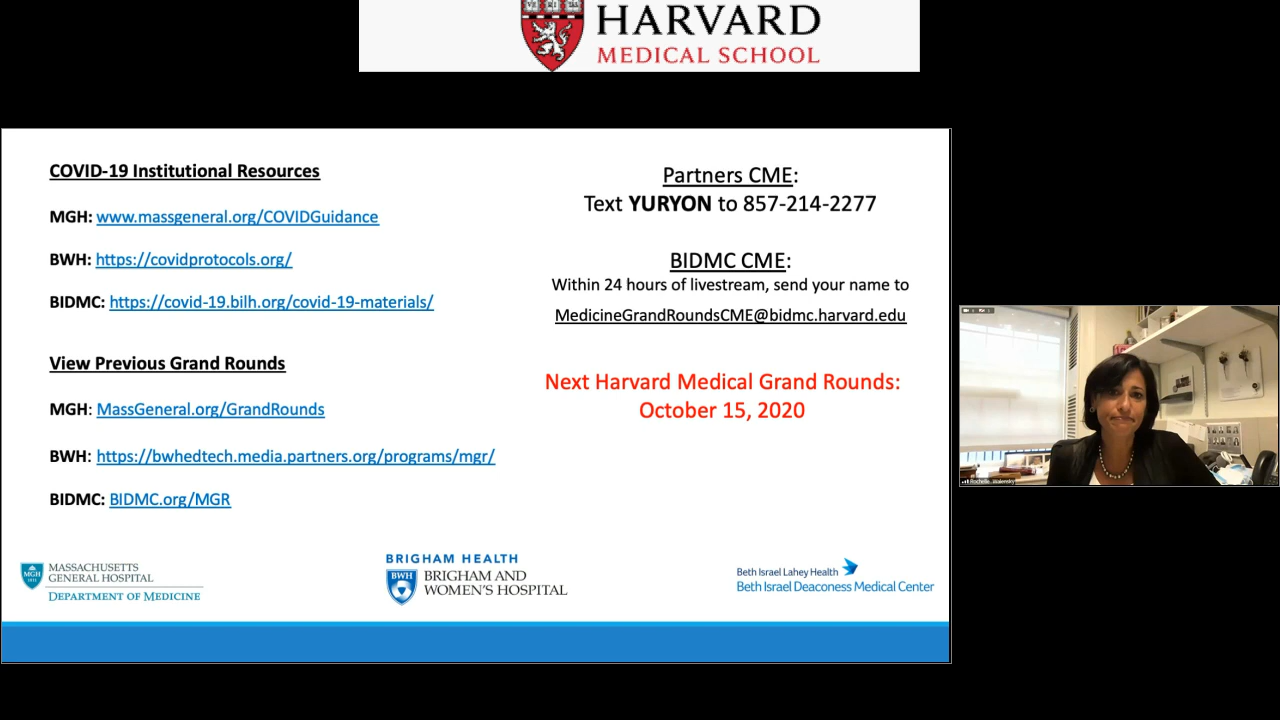 HARVARD
MEDICAL SCHOOL
COVID-19 Institutional Resources
MGH: www.massgeneral.org/COVIDGuidance
BWH: https://covidprotocols.org/
BIDMC: https://covid-19.bilh.org/covid-19-materials/
View Previous Grand Rounds
MGH: MassGeneral.org/GrandRounds
BWH: https://bwhedtech.media.partners.org/programs/mgr/
BIDMC: BIDMC.org/MGR
Partners CME:
Text YURYON to 857-214-2277
BIDMC CME:
Within 24 hours of livestream, send your name to
MedicineGrandRoundsCME@bidmc.harvard.edu
Next Harvard Medical Grand Rounds:
October 15, 2020
MGH
1811
MASSACHUSETTS
GENERAL HOSPITAL
DEPARTMENT OF MEDICINE
BRIGHAM HEALTH
BWH
BRIGHAM AND
WOMEN'S HOSPITAL
Beth Israel Lahey Health
Beth Israel Deaconess Medical Center
Rochelle Walensky